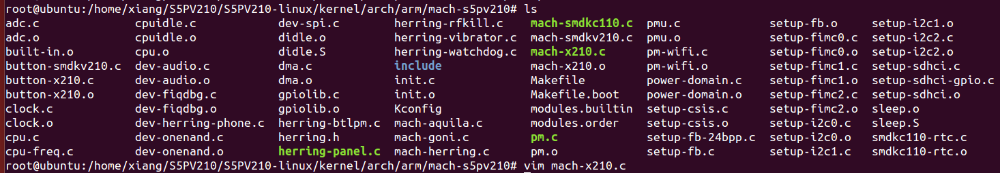 root@ubuntu:/home/xiang/S5PV210/S5PV210-linux/kernel/arch/arm/mach-s5pv210# ls
adc.c cpuidle.c dev-spi.c herring-rfkill.c mach-smdkc110.c pmu.c setup-fb.o setup-i2c1.o
adc.o cpuidle.o didle.o herring-vibrator.c mach-smdkv210.c pmu.o setup-fimc0.c setup-i2c2.c
built-in.o cpu.o didle.S herring-watchdog.c mach-x210.c pm-wifi.c setup-fimc0.o setup-i2c2.o
button-smdkv210.c dev-audio.c dma.c include mach-x210.o pm-wifi.o setup-fimc1.c setup-sdhci.c
button-x210.c dev-audio.o dma.o init.c Makefile power-domain.c setup-fimc1.o setup-sdhci-gpio.c
button-x210.o dev-fiqdbg.c gpiolib.c init.o Makefile.boot power-domain.o setup-fimc2.c setup-sdhci.o
clock.c dev-fiqdbg.o gpiolib.o Kconfig modules.builtin setup-csis.c setup-fimc2.o sleep.o
clock.o dev-herring-phone.c herring-btlpm.c mach-aquila.c modules.order setup-csis.o setup-i2c0.c sleep.S
cpu.c dev-onenand.c herring.h mach-goni.c pm.c setup-fb-24bpp.c setup-i2c0.o smdkc110-rtc.c
cpu-freq.c dev-onenand.o herring-panel.c mach-herring.c pm.o setup-fb.c setup-i2c1.c smdkc110-rtc.o
root@ubuntu:/home/xiang/S5PV210/S5PV210-linux/kernel/arch/arm/mach-s5pv210# vim mach-x210.c